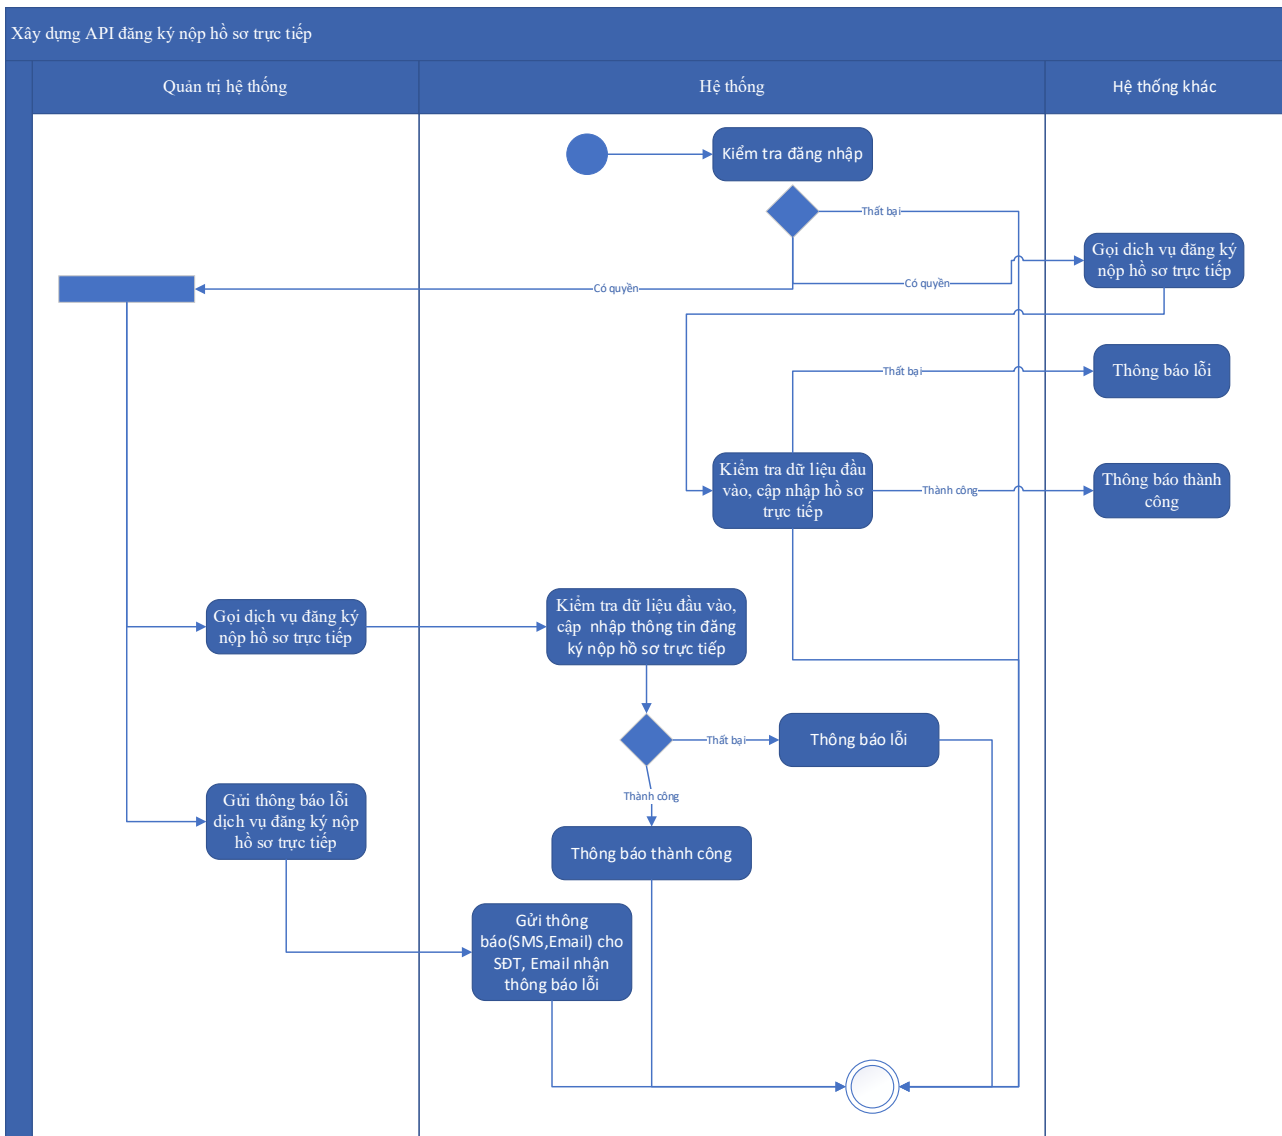 Xây dựng API đăng ký nộp hồ sơ trực tiếp
Quản trị hệ thống
Hệ thống
Hệ thống khác
Kiểm tra đăng nhập
Thất bại
Gọi dich vụ đăng ký
nộp hồ sơ trực tiếp
Có quyền
Có quyền
Thất bại
Thông báo lỗi
Kiểm tra dữ liệu đầu
vào, cập nhập hồ sơ
trực tiếp
Thành công
Thông báo thành
công
Gọi dịch vụ đăng ký
nộp hồ sơ trực tiếp
Kiểm tra dữ liệu đầu vào,
cập nhập thông tin đăng
ký nộp hồ sơ trực tiếp
Thất bại
Thông báo lỗi
Thành công
Gửi thông báo lỗi
dịch vụ đăng ký nộp
hồ sơ trực tiếp
Thông báo thành công
Gửi thông
báo(SMS,Email) cho
SĐT, Email nhận
thông báo lỗi